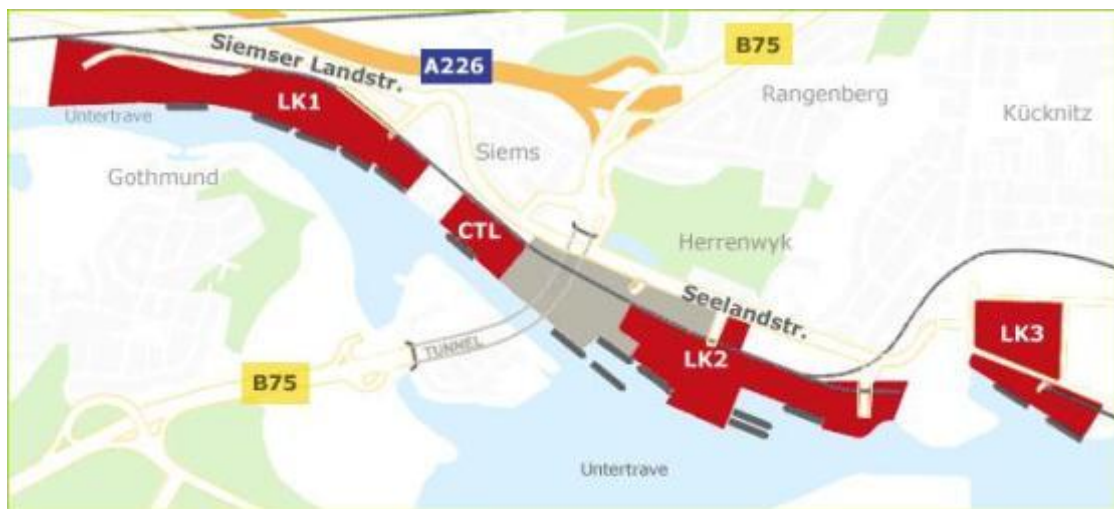 B75
Siemser Landstr.
A226
Rangenberg
LK1
Kücknitz
Untertrave
Siems
Gothmund
CTL
Herrenwyk
Seelandstr.
LK3
TUNNEL
LK2
B75
Untertrave